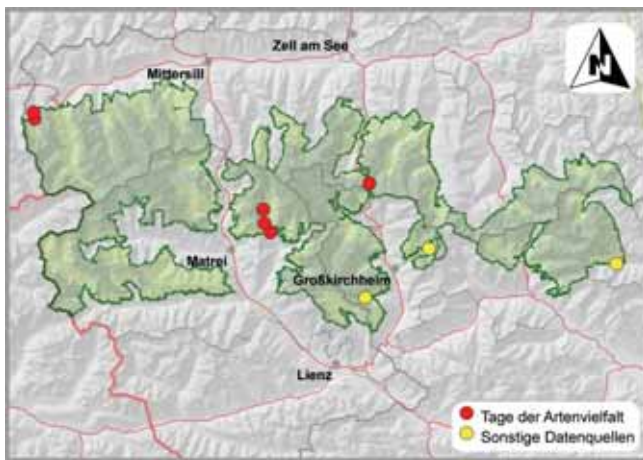 Zell am See
Mittersill
N
Matrei
Großkirchheim
Lienz
Tage der Artenvielfalt
Sonstige Datenquellen